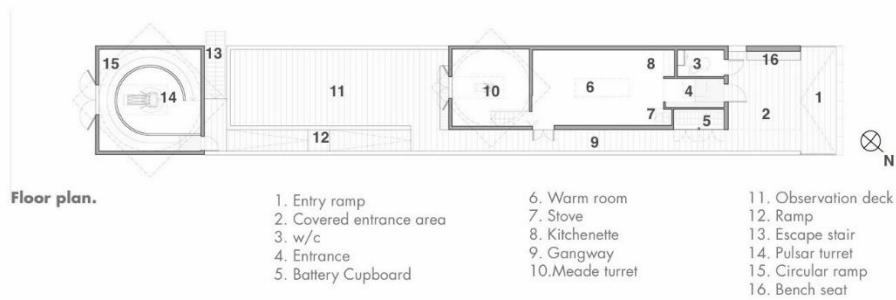 15
13
14
11
12
10
9
8
6
7
3
4
5
16
2
1
N
Floor plan.
1. Entry ramp
2. Covered entrance area
3. w/c
4. Entrance
5. Battery Cupboard
6. Warm room
7. Stove
8. Kitchenette
9. Gangway
10.Meade turret
11. Observation deck
12. Ramp
13. Escape stair
14. Pulsar turret
15. Circular ramp
16. Bench seat